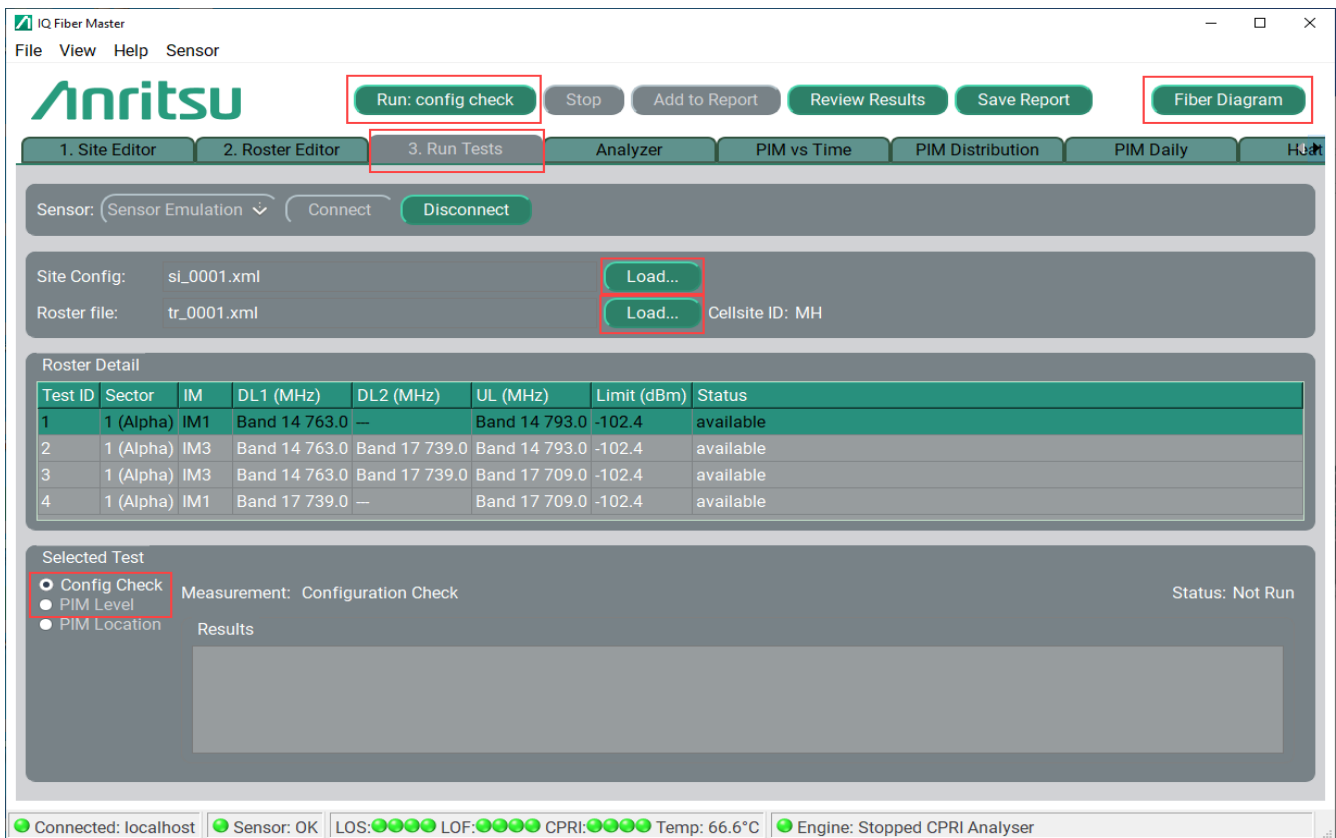 IQ Fiber Master
File View Help Sensor
Anritsu
Run: config check Stop Add to Report Review Results Save Report Fiber Diagram
1. Site Editor 2. Roster Editor 3. Run Tests Analyzer PIM vs Time PIM Distribution PIM Daily Heat
Sensor: Sensor Emulation Connect Disconnect
Site Config: si_0001.xml Load...
Roster file: tr_0001.xml Load... Cellsite ID: MH
Roster Detail
Test ID Sector IM DL1 (MHz) DL2 (MHz) UL (MHz) Limit (dBm) Status
1 1 (Alpha) IM1 Band 14 763.0 --- Band 14 793.0 -102.4 available
2 1 (Alpha) IM3 Band 14 763.0 Band 17 739.0 Band 14 793.0 -102.4 available
3 1 (Alpha) IM3 Band 14 763.0 Band 17 739.0 Band 17 709.0 -102.4 available
4 1 (Alpha) IM1 Band 17 739.0 --- Band 17 709.0 -102.4 available
Selected Test
Config Check Measurement: Configuration Check Status: Not Run
PIM Level
PIM Location Results
Connected: localhost Sensor: OK LOS: LOF: CPRI: Temp: 66.6°C Engine: Stopped CPRI Analyser